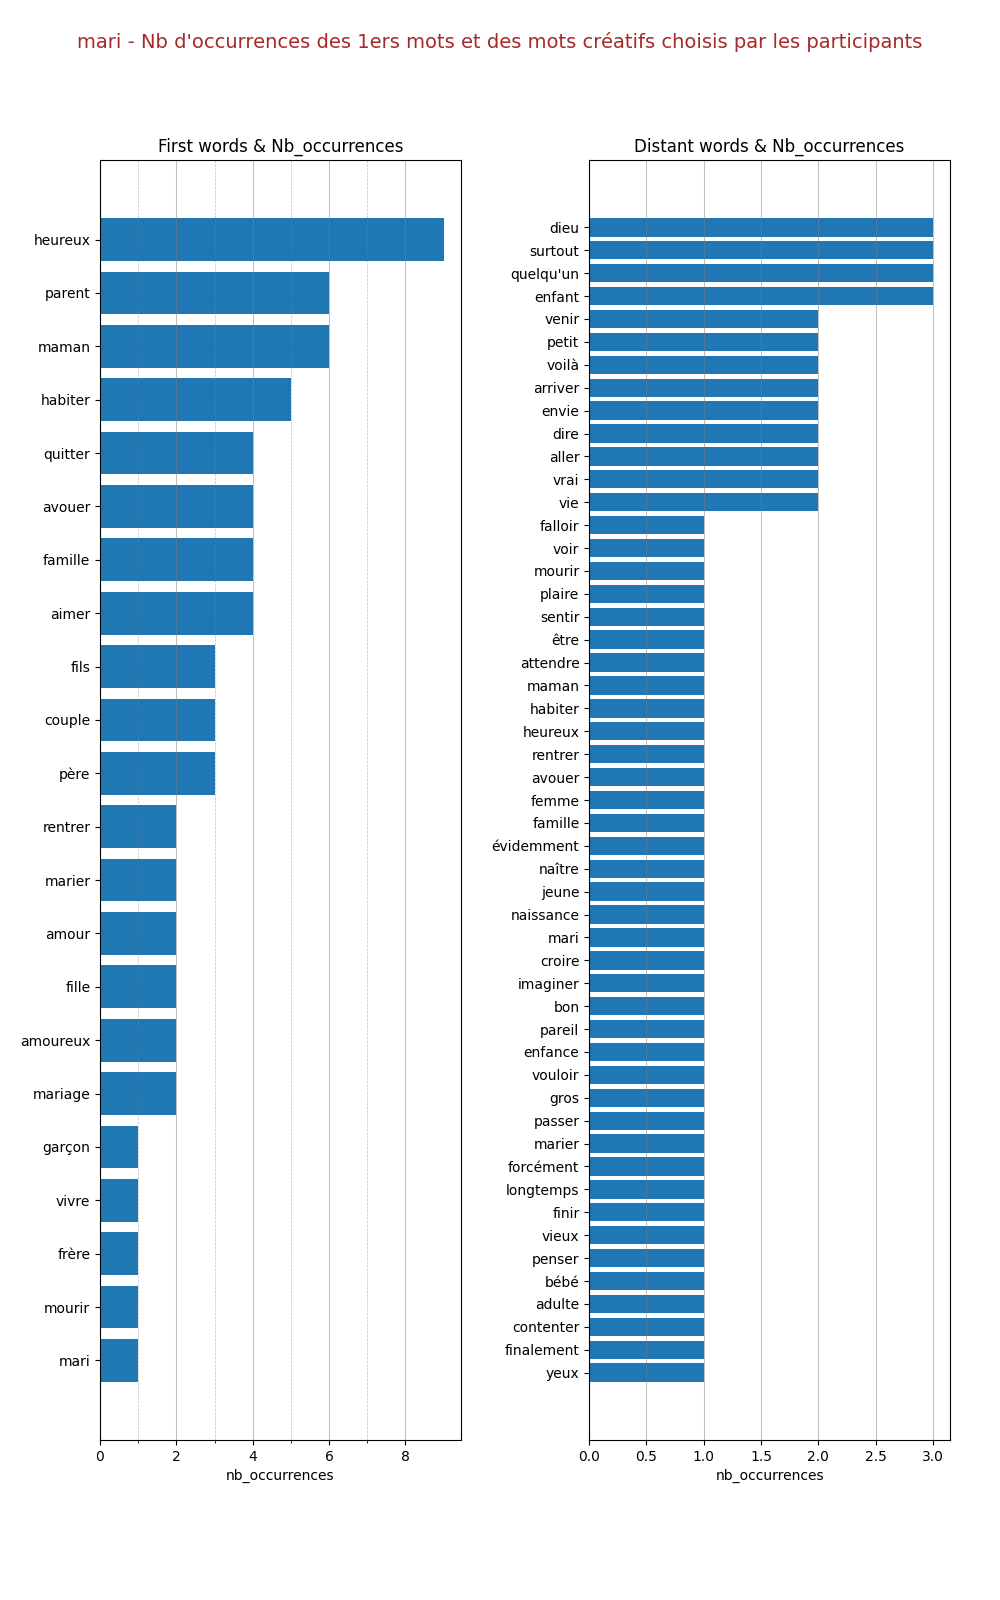 mari - Nb d'occurrences des 1ers mots et des mots créatifs choisis par les participants
First words & Nb_occurrences
heureux
parent
maman
habiter
quitter
avouer
famille
aimer
fils
couple
père
rentrer
marier
amour
fille
amoureux
mariage
garçon
vivre
frère
mourir
mari
0 2 4 6 8
nb_occurrences
Distant words & Nb_occurrences
dieu
surtout
quelqu'un
enfant
venir
petit
voilà
arriver
envie
dire
aller
vrai
vie
falloir
voir
mourir
plaire
sentir
être
attendre
maman
habiter
heureux
rentrer
avouer
femme
famille
évidemment
naître
jeune
naissance
mari
croire
imaginer
bon
pareil
enfance
vouloir
gros
passer
marier
forcément
longtemps
finir
vieux
penser
bébé
adulte
contenter
finalement
yeux
0.0 0.5 1.0 1.5 2.0 2.5 3.0
nb_occurrences